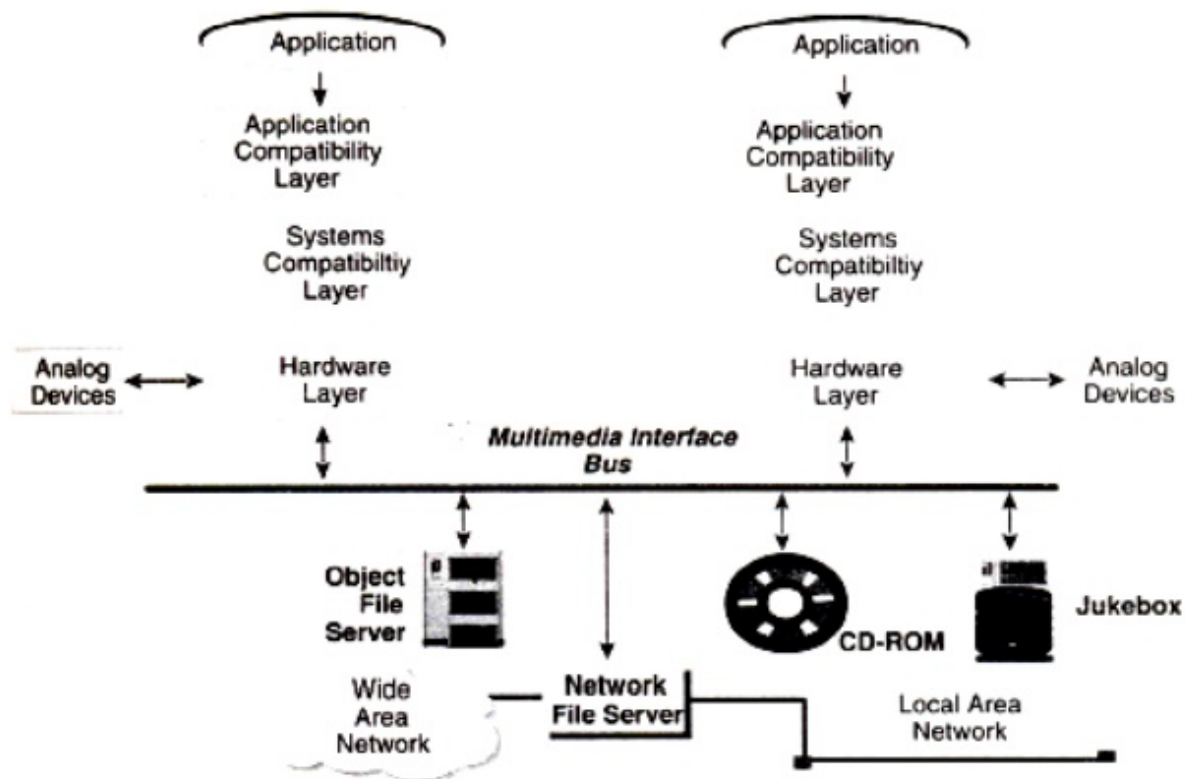 Application
Application
Application
Compatibility
Layer
Application
Compatibility
Layer
Systems
Compatibiltiy
Layer
Systems
Compatibiltiy
Layer
Analog
Devices
Hardware
Layer
Hardware
Layer
Analog
Devices
Multimedia Interface
Bus
Object
File
Server
CD-ROM
Jukebox
Wide
Area
Network
Network
File Server
Local Area
Network